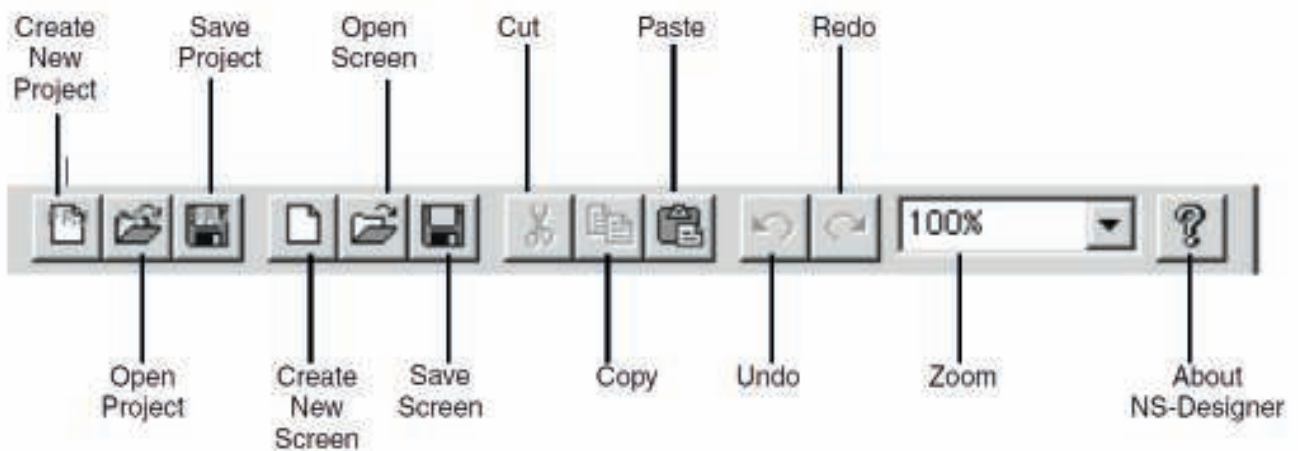 Create
New
Project
Save
Project
Open
Screen
Cut
Paste
Redo
100%
Open
Project
Create
New
Screen
Save
Screen
Copy
Undo
Zoom
About
NS-Designer